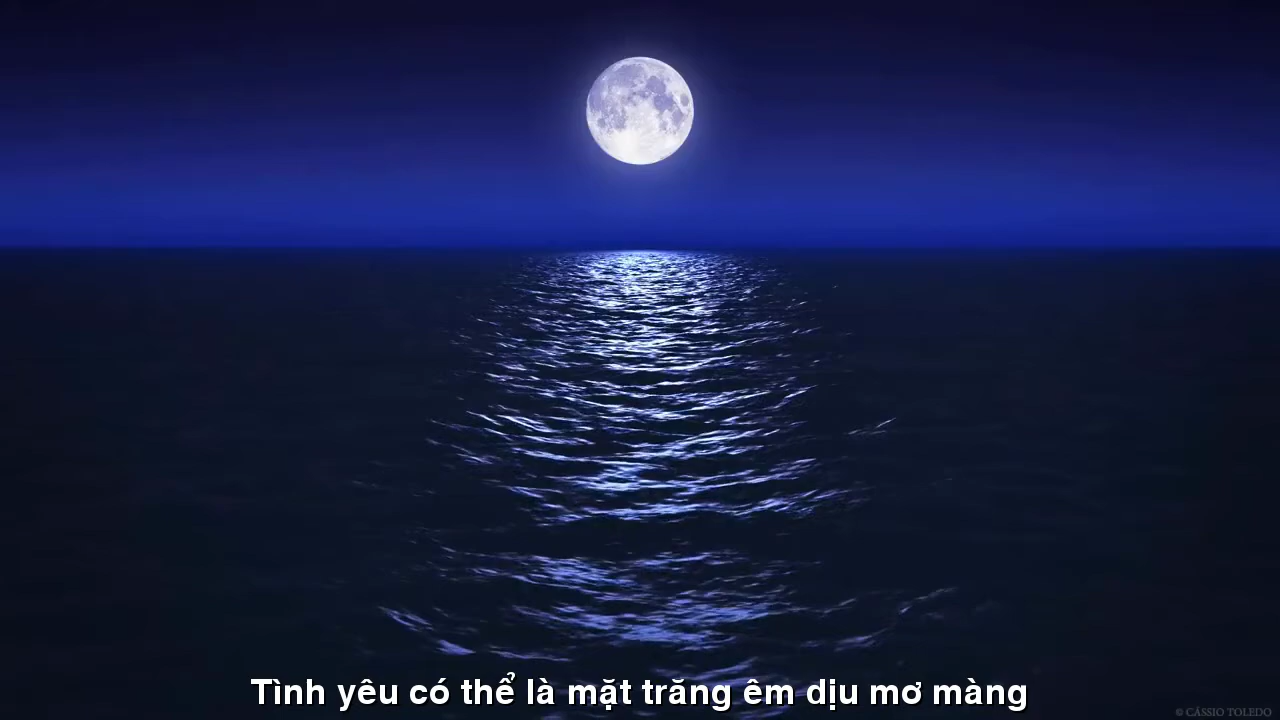 Tình yêu có thể là mặt trăng êm dịu mơ màng
© CÁSSIO TOLEDO